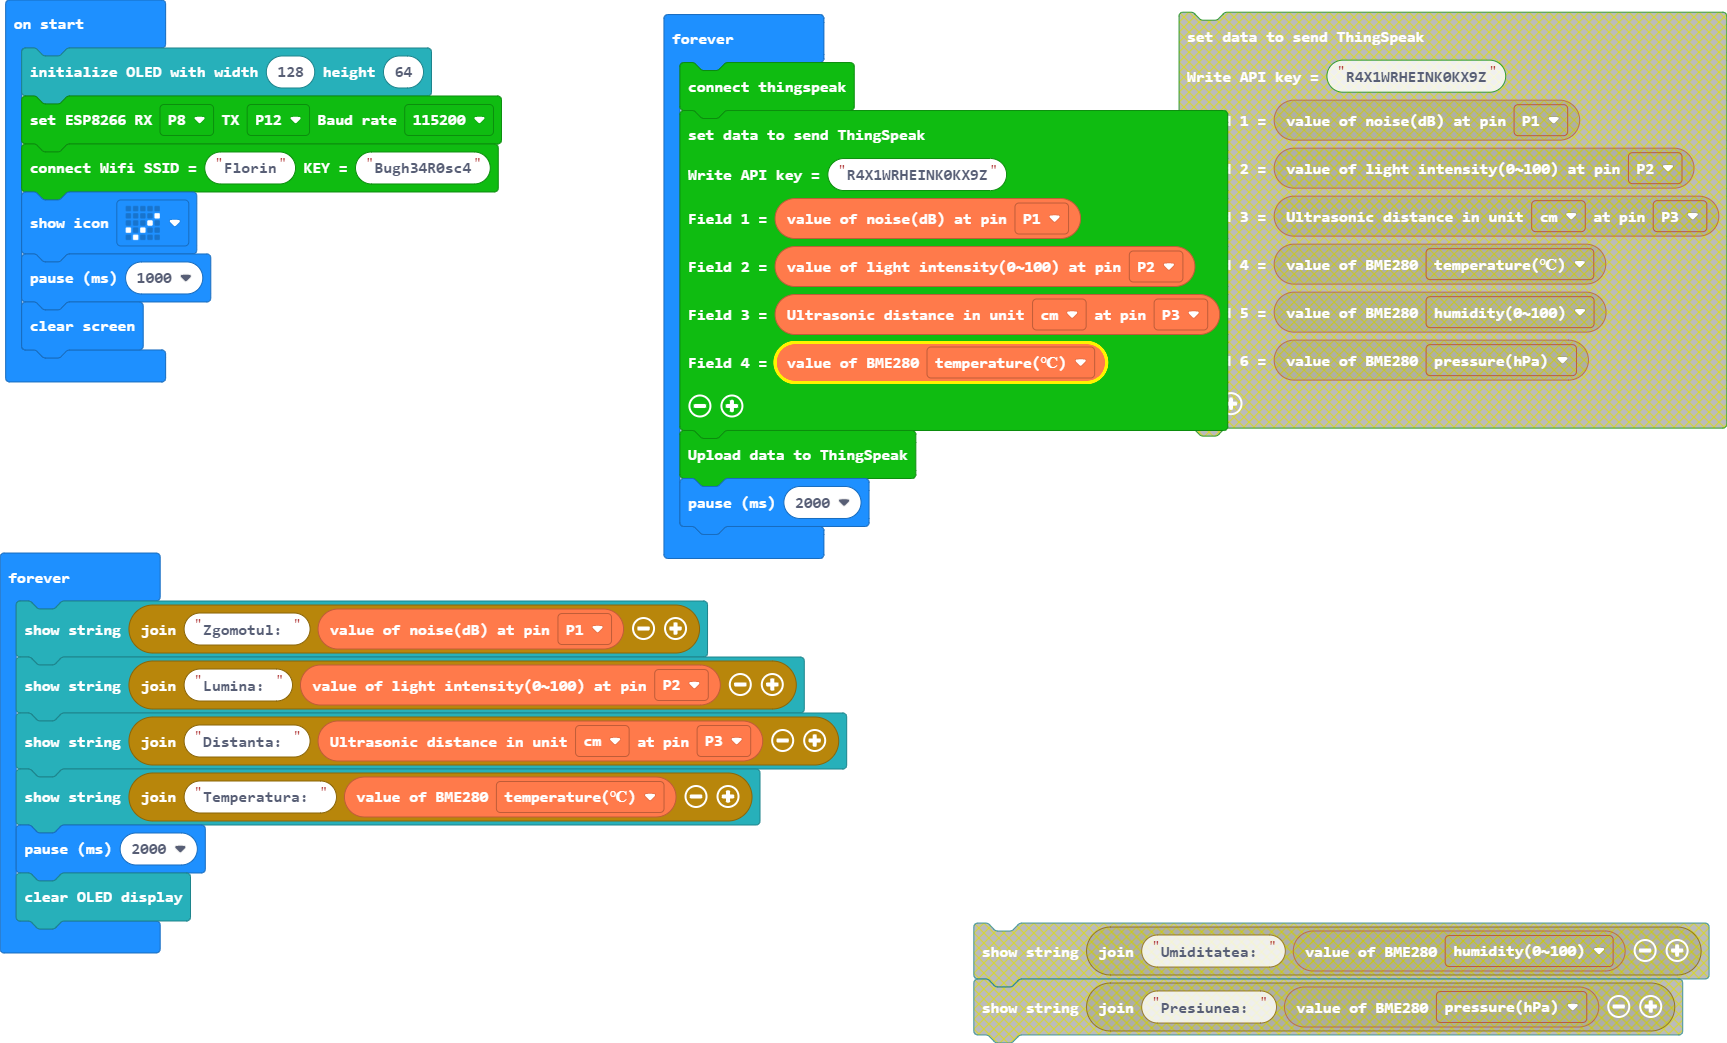 on start
initialize OLED with width 128 height 64
set ESP8266 RX P8 TX P12 Baud rate 115200
connect Wifi SSID = "Florin" KEY = "Bugh34R0sc4"
show icon
pause (ms) 1000
clear screen
forever
connect thingspeak
set data to send ThingSpeak
Write API key = "R4X1WRHEINK0KX9Z"
Field 1 = value of noise(dB) at pin P1
Field 2 = value of light intensity(0~100) at pin P2
Field 3 = Ultrasonic distance in unit cm at pin P3
Field 4 = value of BME280 temperature(℃)
Upload data to ThingSpeak
pause (ms) 2000
set data to send ThingSpeak
Write API key = "R4X1WRHEINK0KX9Z"
1 = value of noise(dB) at pin P1
2 = value of light intensity(0~100) at pin P2
3 = Ultrasonic distance in unit cm at pin P3
4 = value of BME280 temperature(℃)
5 = value of BME280 humidity(0~100)
6 = value of BME280 pressure(hPa)
forever
show string join "Zgomotul: " value of noise(dB) at pin P1
show string join "Lumina: " value of light intensity(0~100) at pin P2
show string join "Distanta: " Ultrasonic distance in unit cm at pin P3
show string join "Temperatura: " value of BME280 temperature(℃)
pause (ms) 2000
clear OLED display
show string join "Umiditatea: " value of BME280 humidity(0~100)
show string join "Presiunea: " value of BME280 pressure(hPa)